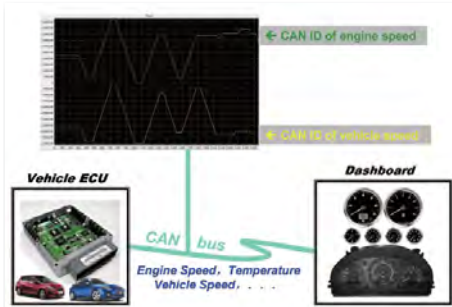 ← CAN ID of engine speed
← CAN ID of vehicle speed
Vehicle ECU
Dashboard
CAN bus
Engine Speed, Temperature
Vehicle Speed, . . . .